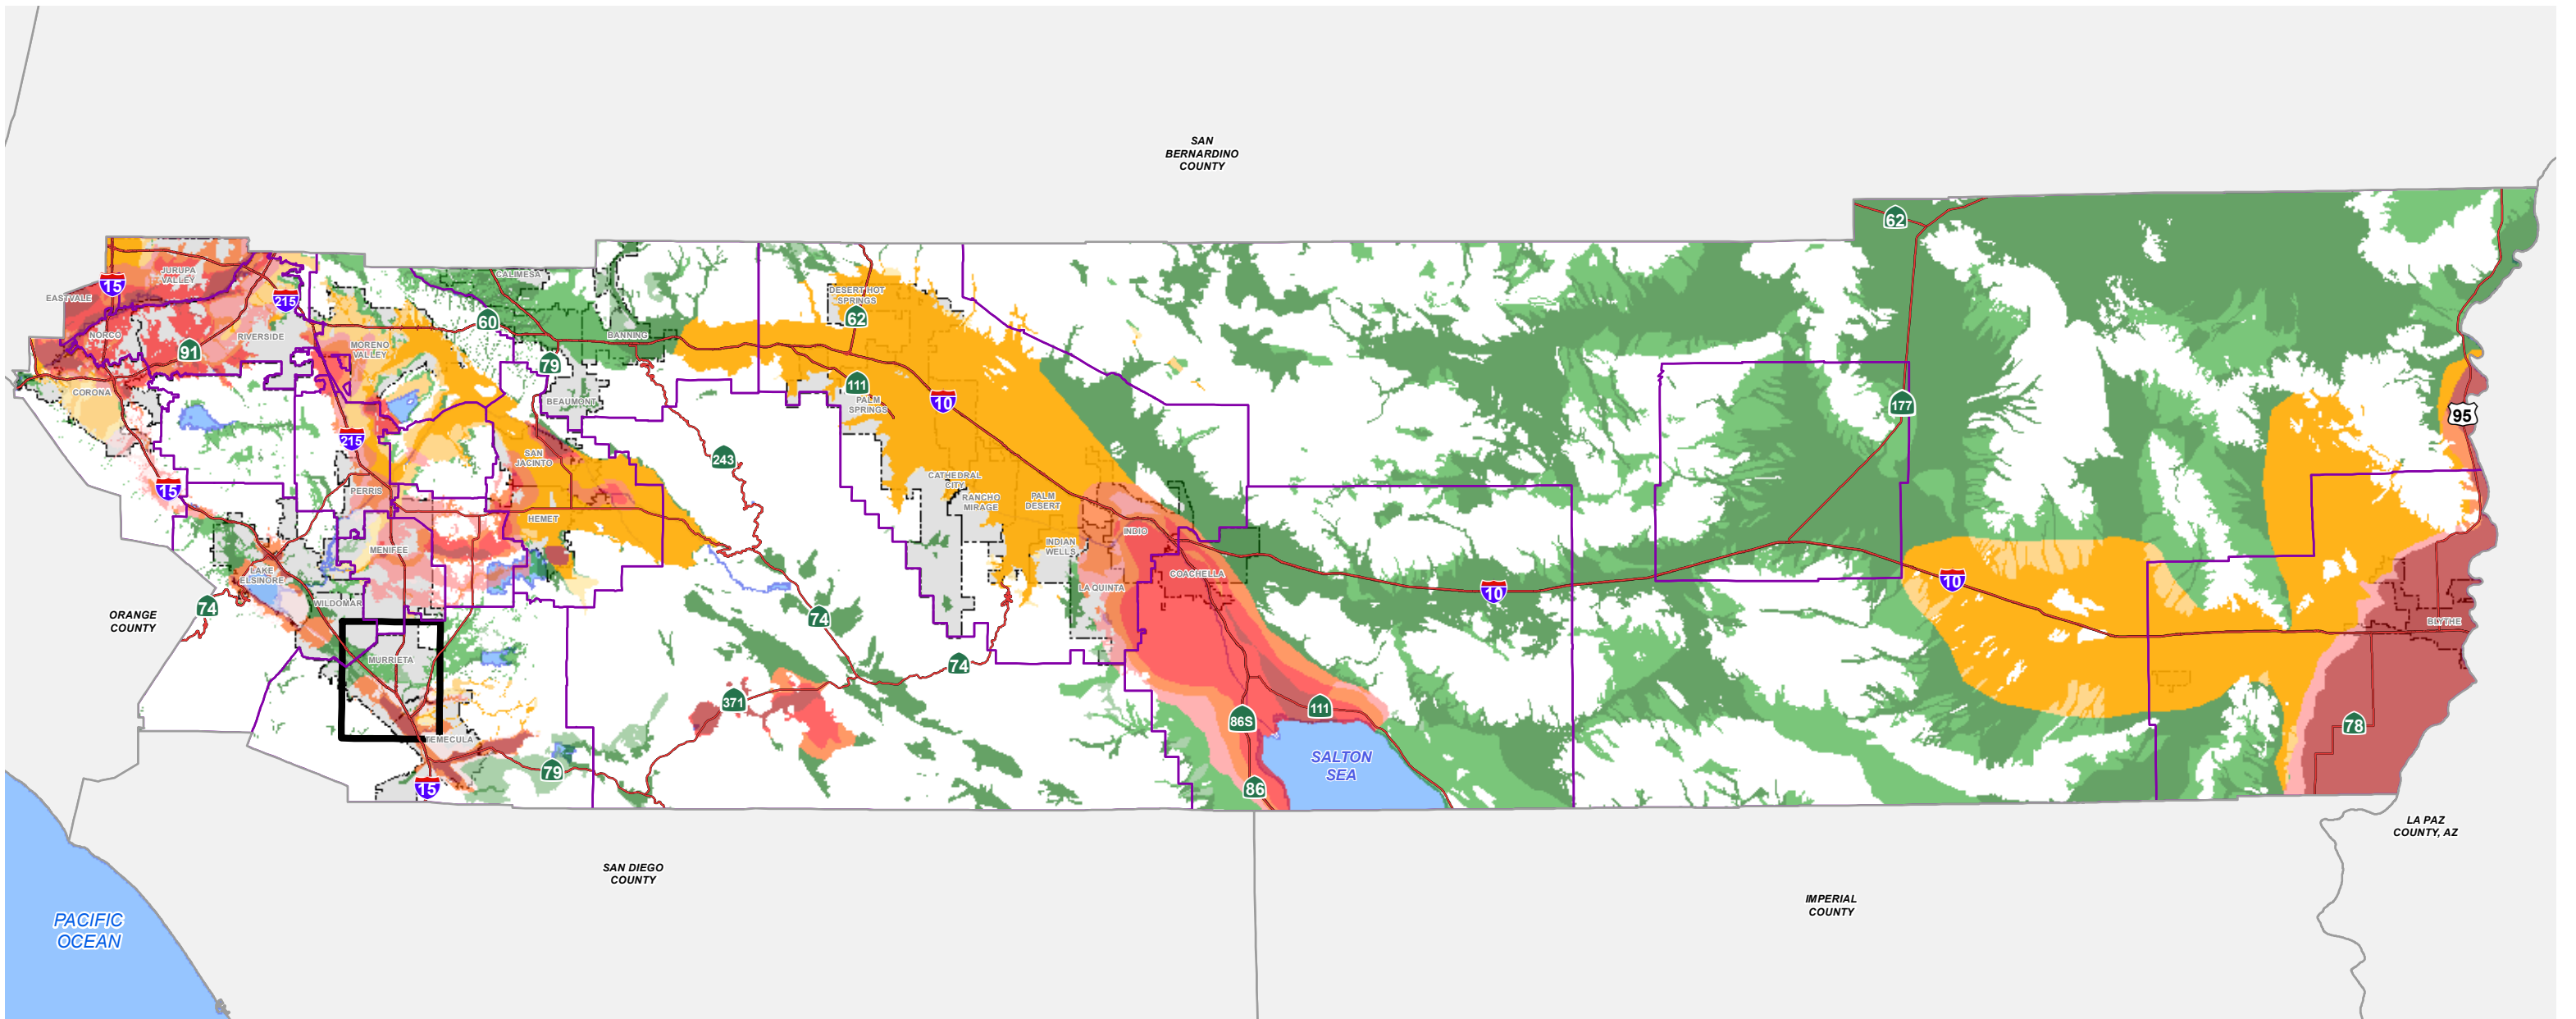 SAN
BERNARDINO
COUNTY
62
JURUPA
VALLEY
CALIMESA
15
EASTVALE
215
DESERT HOT
SPRINGS
62
60
NORCO
RIVERSIDE
BANNING
91
MORENO
VALLEY
79
111
CORONA
BEAUMONT
PALM
SPRINGS
10
177
95
215
SAN
JACINTO
243
15
PERRIS
CATHEDRAL
CITY
RANCHO
MIRAGE
PALM
DESERT
HEMET
INDIO
MENIFEE
INDIAN
WELLS
LAKE
ELSINORE
COACHELLA
10
10
LA QUINTA
74
WILDOMAR
ORANGE
COUNTY
74
BLYTHE
MURRIETA
74
371
111
86S
78
TEMECULA
SALTON
SEA
79
15
86
LA PAZ
COUNTY, AZ
SAN DIEGO
COUNTY
IMPERIAL
COUNTY
PACIFIC
OCEAN